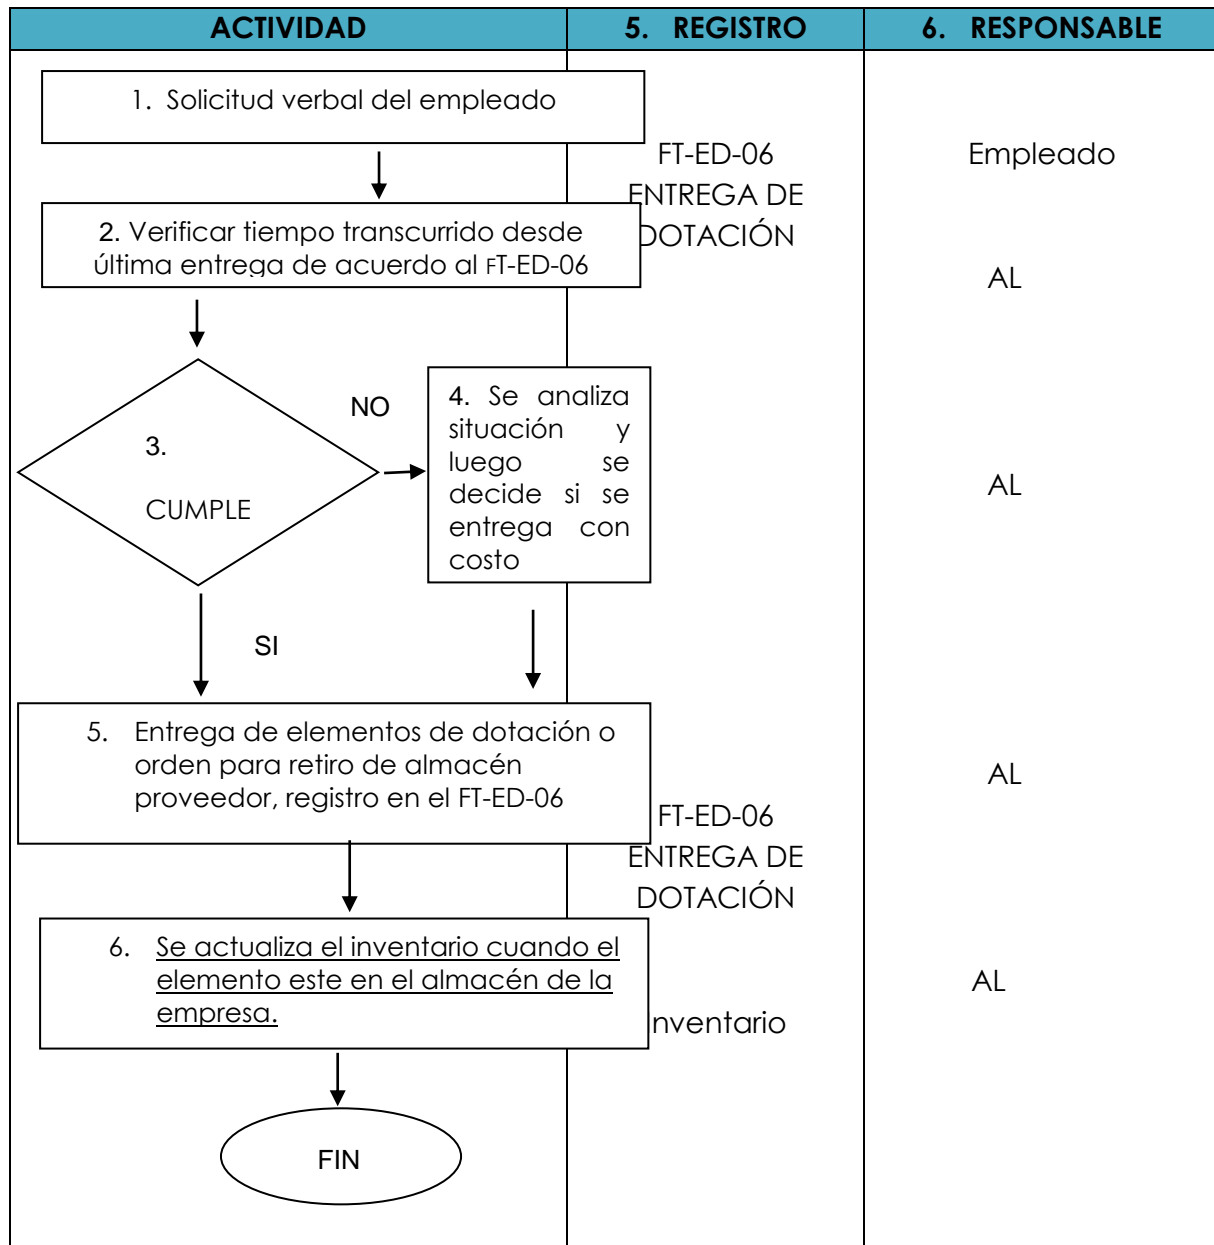 ACTIVIDAD
5. REGISTRO
6. RESPONSABLE
1. Solicitud verbal del empleado
FT-ED-06
ENTREGA DE
DOTACIÓN
Empleado
2. Verificar tiempo transcurrido desde
última entrega de acuerdo al FT-ED-06
AL
3.
CUMPLE
NO
4. Se analiza
situación y
luego se
decide si se
entrega con
costo
AL
SI
5. Entrega de elementos de dotación o
orden para retiro de almacén
proveedor, registro en el FT-ED-06
AL
FT-ED-06
ENTREGA DE
DOTACIÓN
6. Se actualiza el inventario cuando el
elemento este en el almacén de la
empresa.
AL
Inventario
FIN